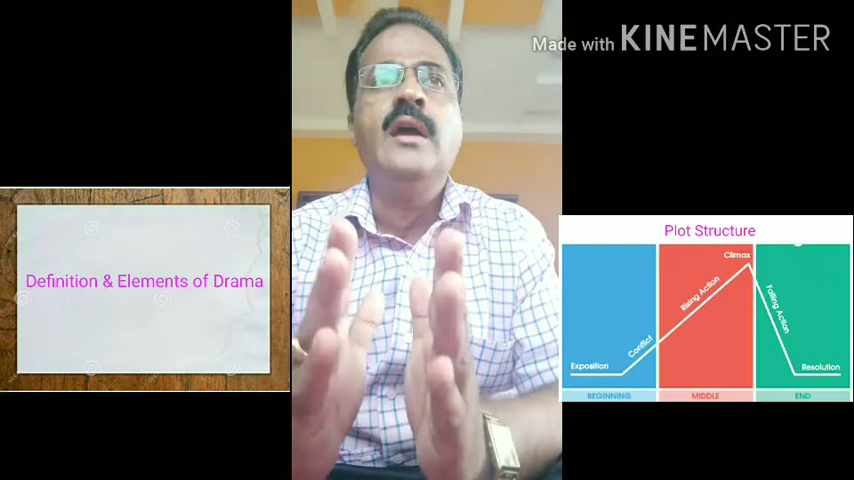 Made with KINEMASTER
Definition & Elements of Drama
Plot Structure
Climax
Rising Action
Falling Action
Conflict
Exposition
Resolution
BEGINNING
MIDDLE
END